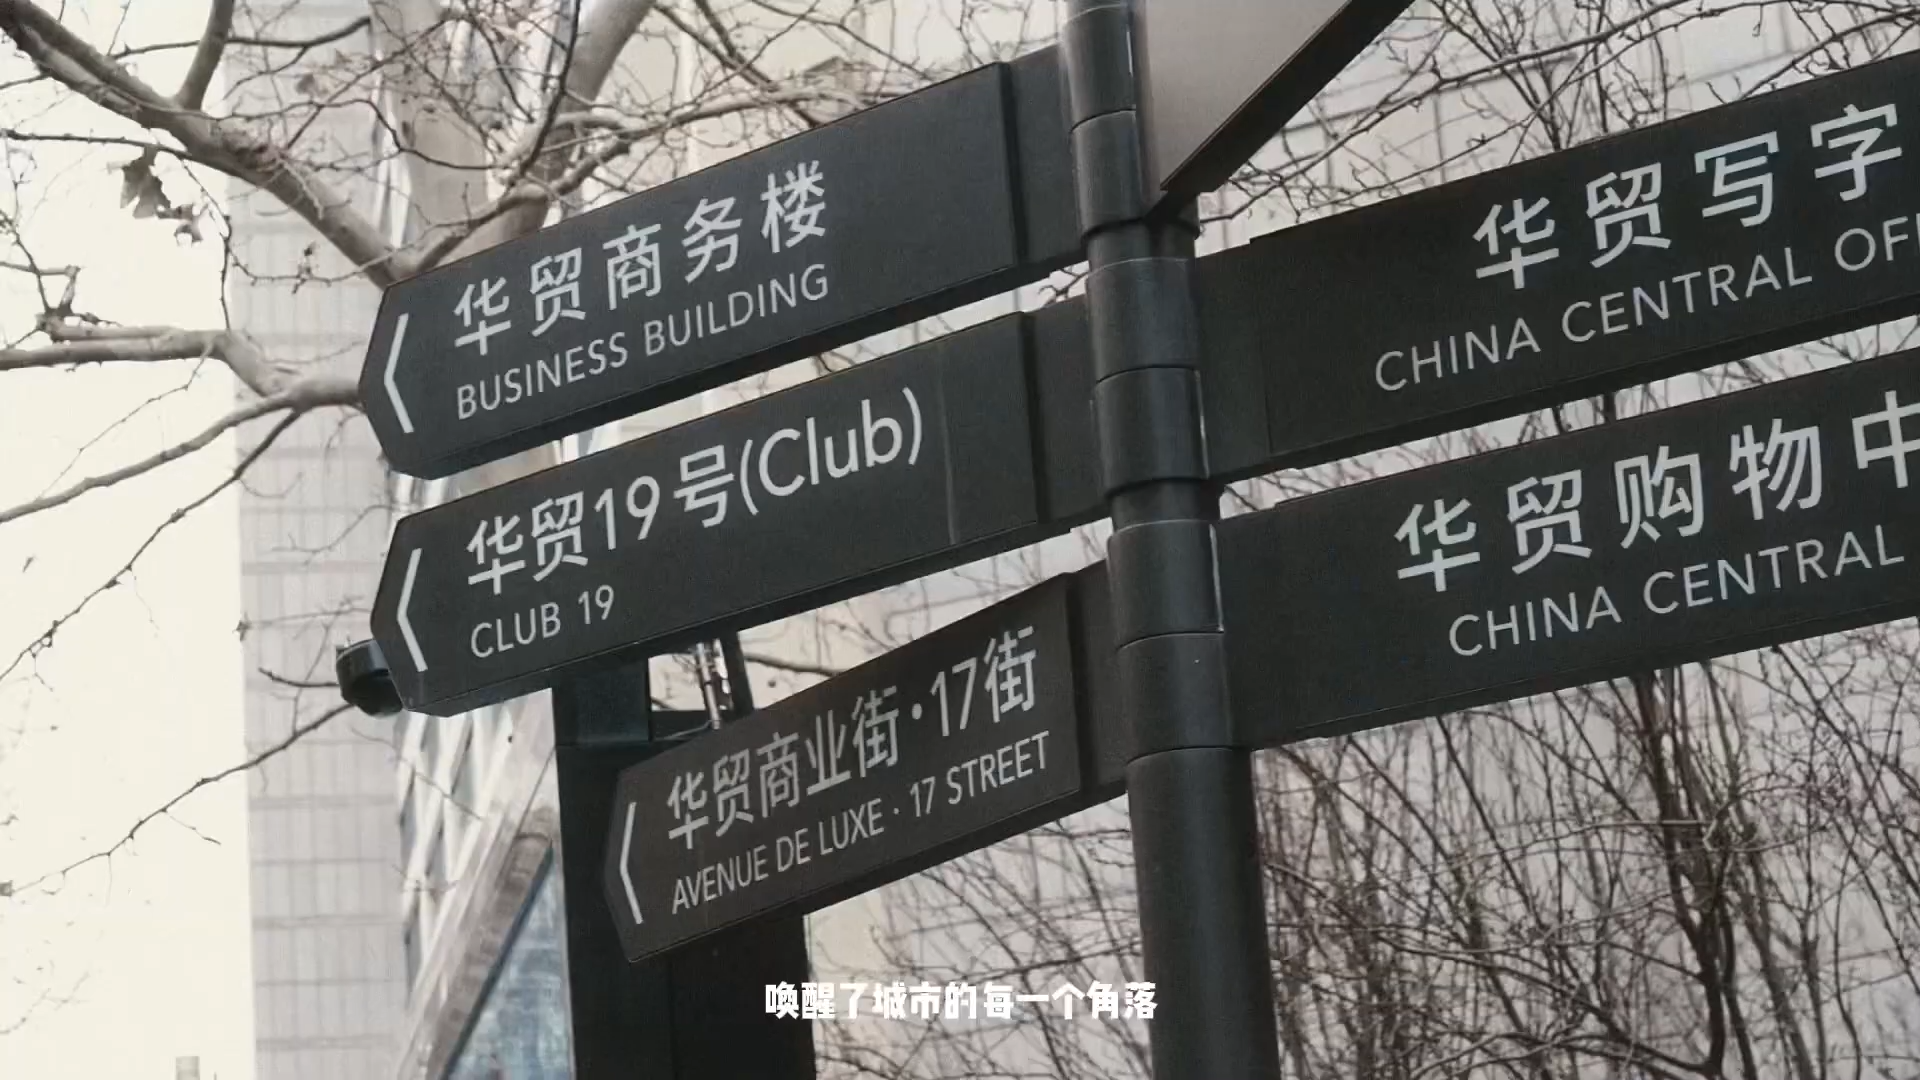 华贸商务楼
BUSINESS BUILDING
华贸19号(Club)
CLUB 19
华贸商业街·17街
AVENUE DE LUXE · 17 STREET
华贸写字
CHINA CENTRAL
华贸购物中
CHINA CENTRAL
唤醒了城市的每一个角落